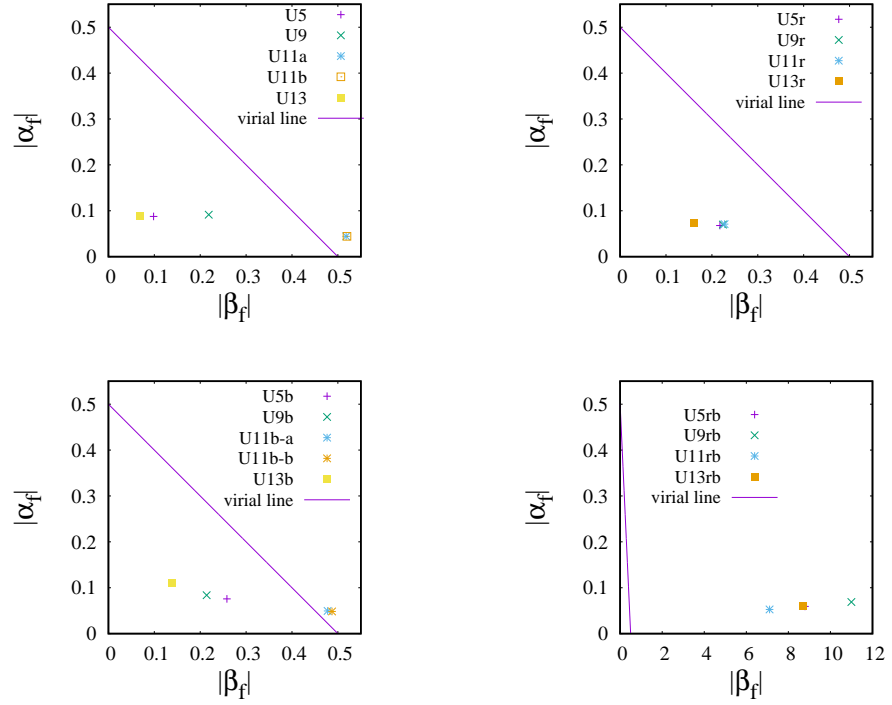 0.5
0.4
0.3
0.2
0.1
0
|α_f|
U5
U9
U11a
U11b
U13
virial line
0 0.1 0.2 0.3 0.4 0.5
|β_f|
0.5
0.4
0.3
0.2
0.1
0
|α_f|
U5r
U9r
U11r
U13r
virial line
0 0.1 0.2 0.3 0.4 0.5
|β_f|
0.5
0.4
0.3
0.2
0.1
0
|α_f|
U5b
U9b
U11b-a
U11b-b
U13b
virial line
0 0.1 0.2 0.3 0.4 0.5
|β_f|
0.5
0.4
0.3
0.2
0.1
0
|α_f|
U5rb
U9rb
U11rb
U13rb
virial line
0 2 4 6 8 10 12
|β_f|